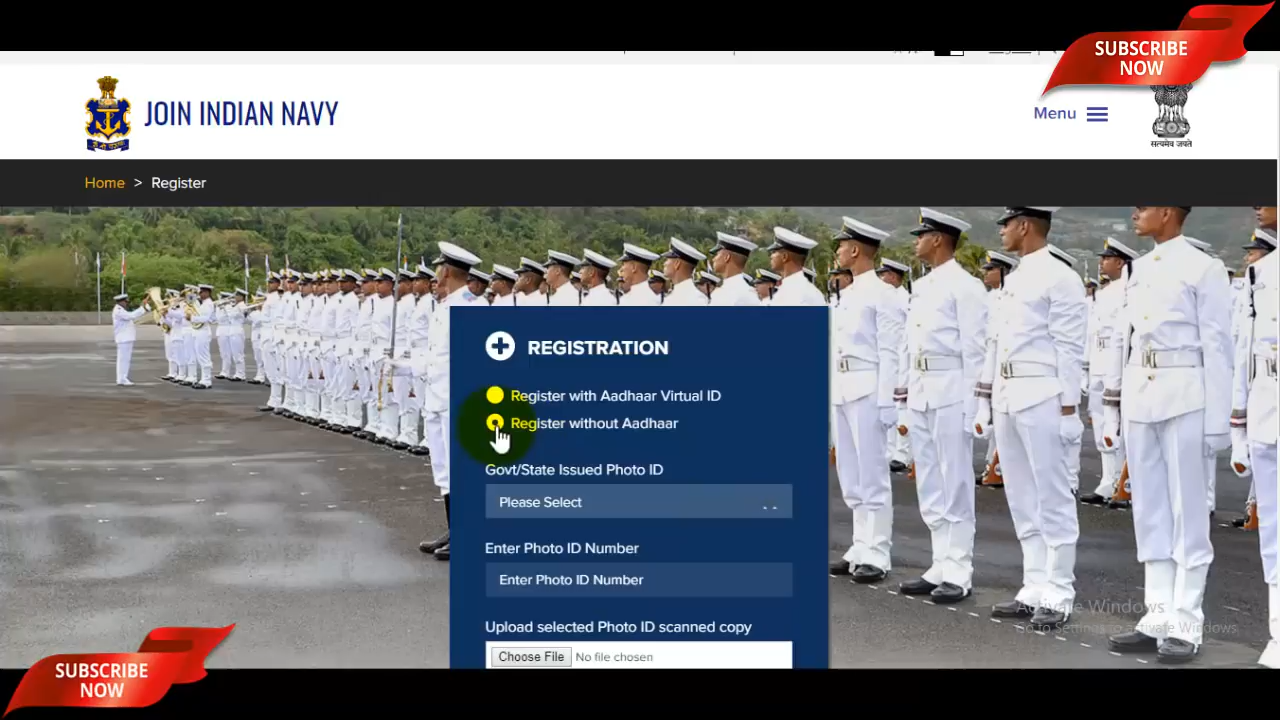 SUBSCRIBE
NOW
JOIN INDIAN NAVY
Menu
सत्यमेव जयते
Home > Register
REGISTRATION
Register with Aadhaar Virtual ID
Register without Aadhaar
Govt/State Issued Photo ID
Please Select
Enter Photo ID Number
Enter Photo ID Number
Upload selected Photo ID scanned copy
Choose File No file chosen
Activate Windows
Go to Settings to activate Windows.
SUBSCRIBE
NOW